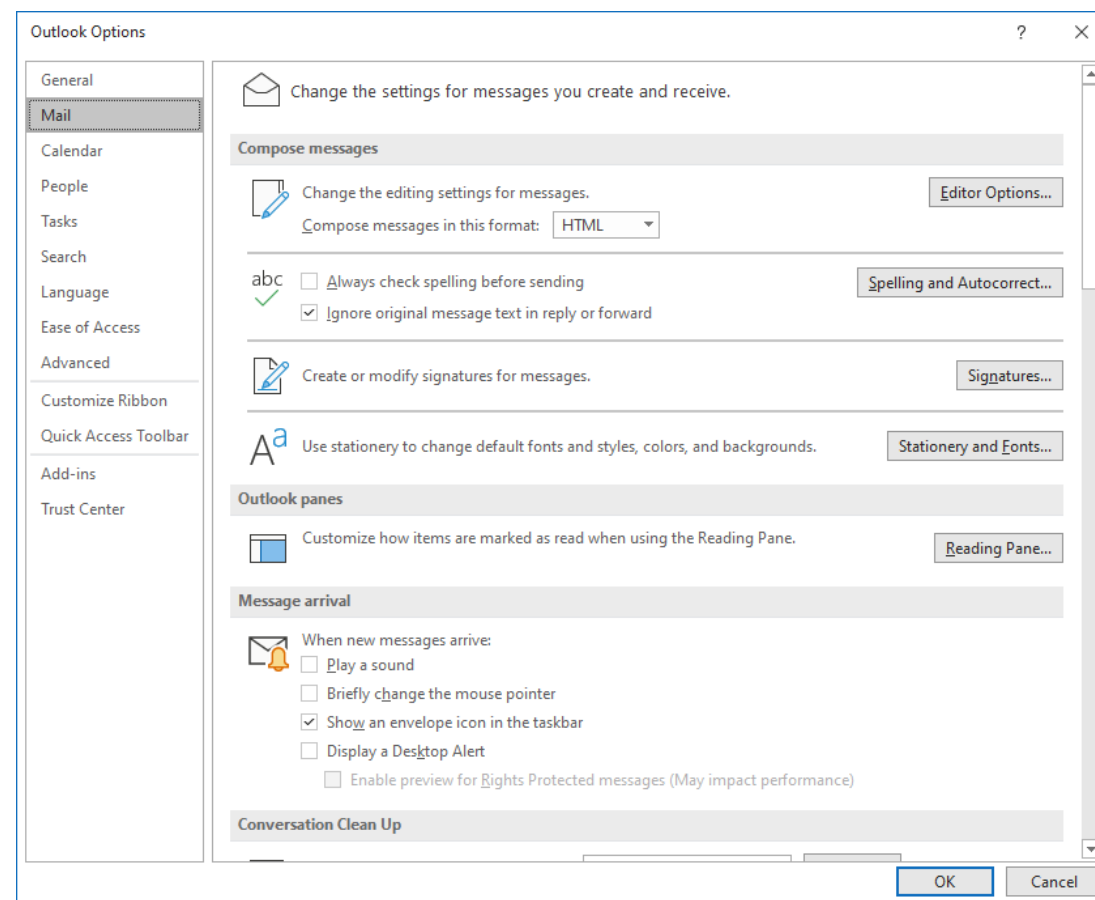 Outlook Options
?
General
Mail
Calendar
People
Tasks
Search
Language
Ease of Access
Advanced
Customize Ribbon
Quick Access Toolbar
Add-ins
Trust Center
Change the settings for messages you create and receive.
Compose messages
Change the editing settings for messages.
Editor Options...
Compose messages in this format: HTML
abc
Always check spelling before sending
Spelling and Autocorrect...
Ignore original message text in reply or forward
Create or modify signatures for messages.
Signatures...
Aa
Use stationery to change default fonts and styles, colors, and backgrounds.
Stationery and Fonts...
Outlook panes
Customize how items are marked as read when using the Reading Pane.
Reading Pane...
Message arrival
When new messages arrive:
Play a sound
Briefly change the mouse pointer
Show an envelope icon in the taskbar
Display a Desktop Alert
Enable preview for Rights Protected messages (May impact performance)
Conversation Clean Up
OK
Cancel